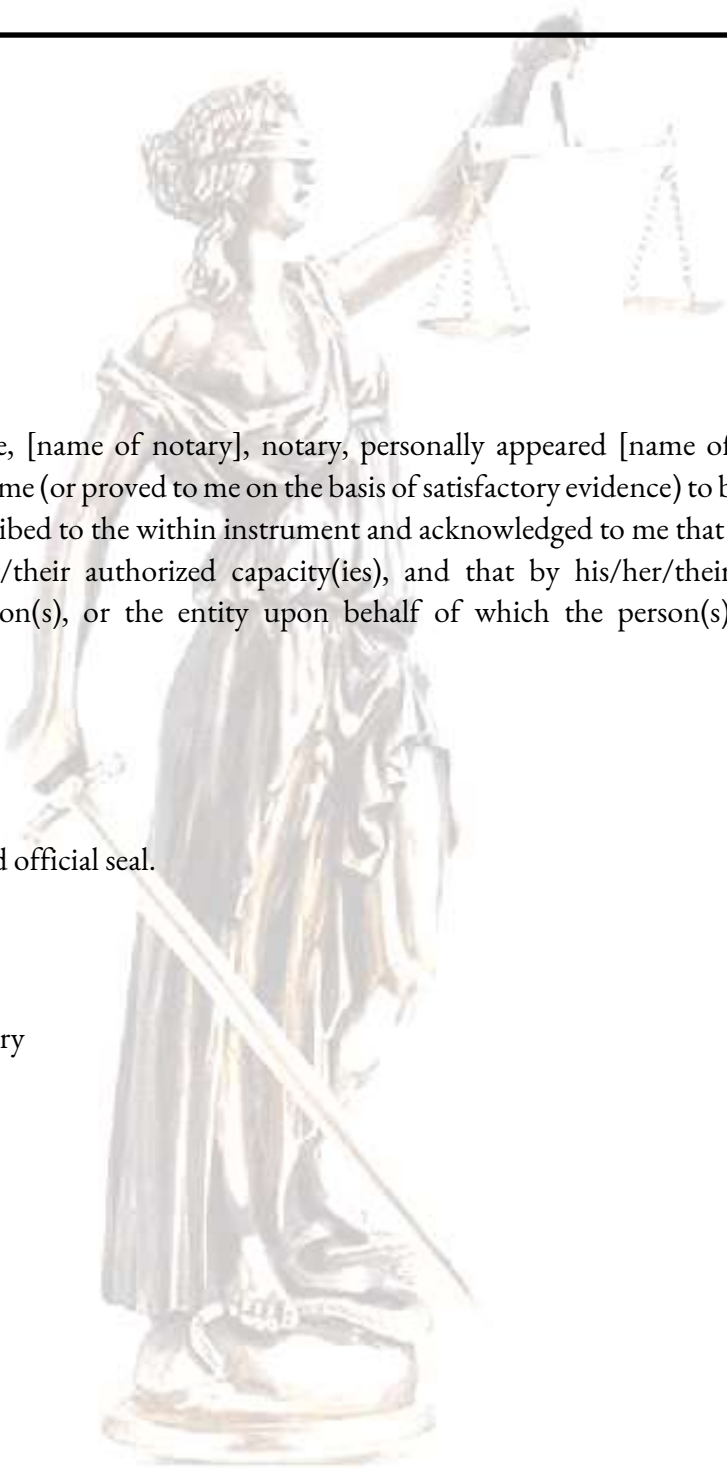 e, [name of notary], notary, personally appeared [name of
me (or proved to me on the basis of satisfactory evidence) to b
ibed to the within instrument and acknowledged to me that
/their authorized capacity(ies), and that by his/her/their
on(s), or the entity upon behalf of which the person(s)
d official seal.
ry